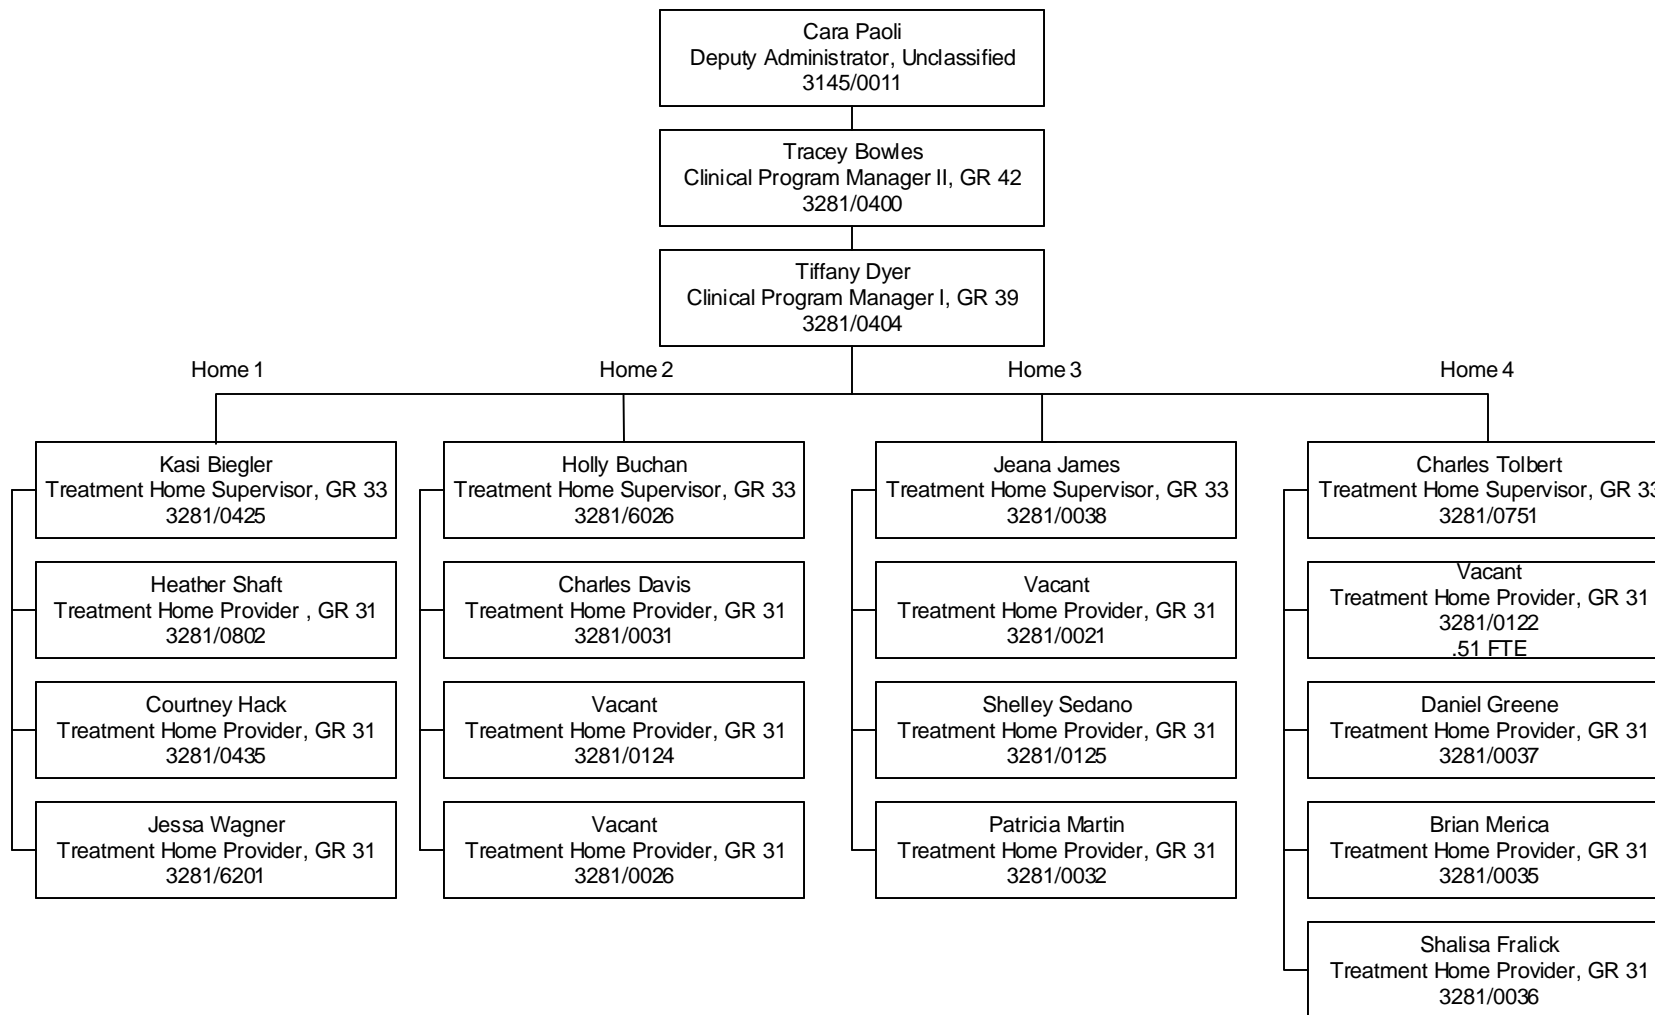 Cara Paoli
Deputy Administrator, Unclassified
3145/0011
Tracey Bowles
Clinical Program Manager II, GR 42
3281/0400
Tiffany Dyer
Clinical Program Manager I, GR 39
3281/0404
Home 1
Home 2
Home 3
Home 4
Kasi Biegler
Treatment Home Supervisor, GR 33
3281/0425
Heather Shaft
Treatment Home Provider , GR 31
3281/0802
Courtney Hack
Treatment Home Provider, GR 31
3281/0435
Jessa Wagner
Treatment Home Provider, GR 31
3281/6201
Holly Buchan
Treatment Home Supervisor, GR 33
3281/6026
Charles Davis
Treatment Home Provider, GR 31
3281/0031
Vacant
Treatment Home Provider, GR 31
3281/0124
Vacant
Treatment Home Provider, GR 31
3281/0026
Jeana James
Treatment Home Supervisor, GR 33
3281/0038
Vacant
Treatment Home Provider, GR 31
3281/0021
Shelley Sedano
Treatment Home Provider, GR 31
3281/0125
Patricia Martin
Treatment Home Provider, GR 31
3281/0032
Charles Tolbert
Treatment Home Supervisor, GR 33
3281/0751
Vacant
Treatment Home Provider, GR 31
3281/0122
.51 FTE
Daniel Greene
Treatment Home Provider, GR 31
3281/0037
Brian Merica
Treatment Home Provider, GR 31
3281/0035
Shalisa Fralick
Treatment Home Provider, GR 31
3281/0036